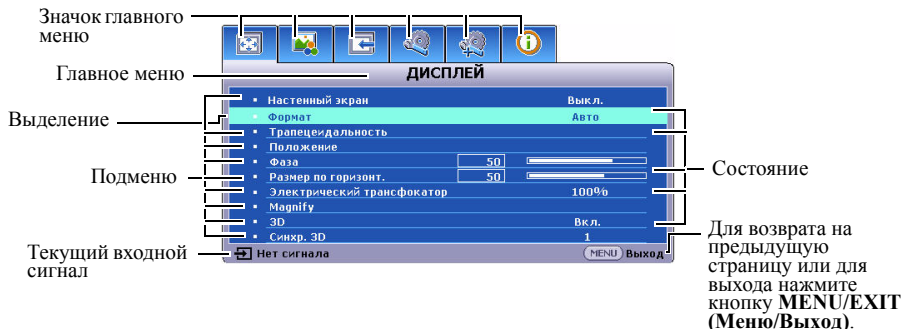 Значок главного
меню
Главное меню
Выделение
Подменю
Текущий входной
сигнал
ДИСПЛЕЙ
Настенный экран Выкл.
Формат Авто
Трапецеидальность
Положение
Фаза 50
Размер по горизонт. 50
Электрический трансфокатор 100%
Magnify
3D Вкл.
Синхр. 3D 1
Нет сигнала MENU Выход
Состояние
Для возврата на
предыдущую
страницу или для
выхода нажмите
кнопку MENU/EXIT
(Меню/Выход).